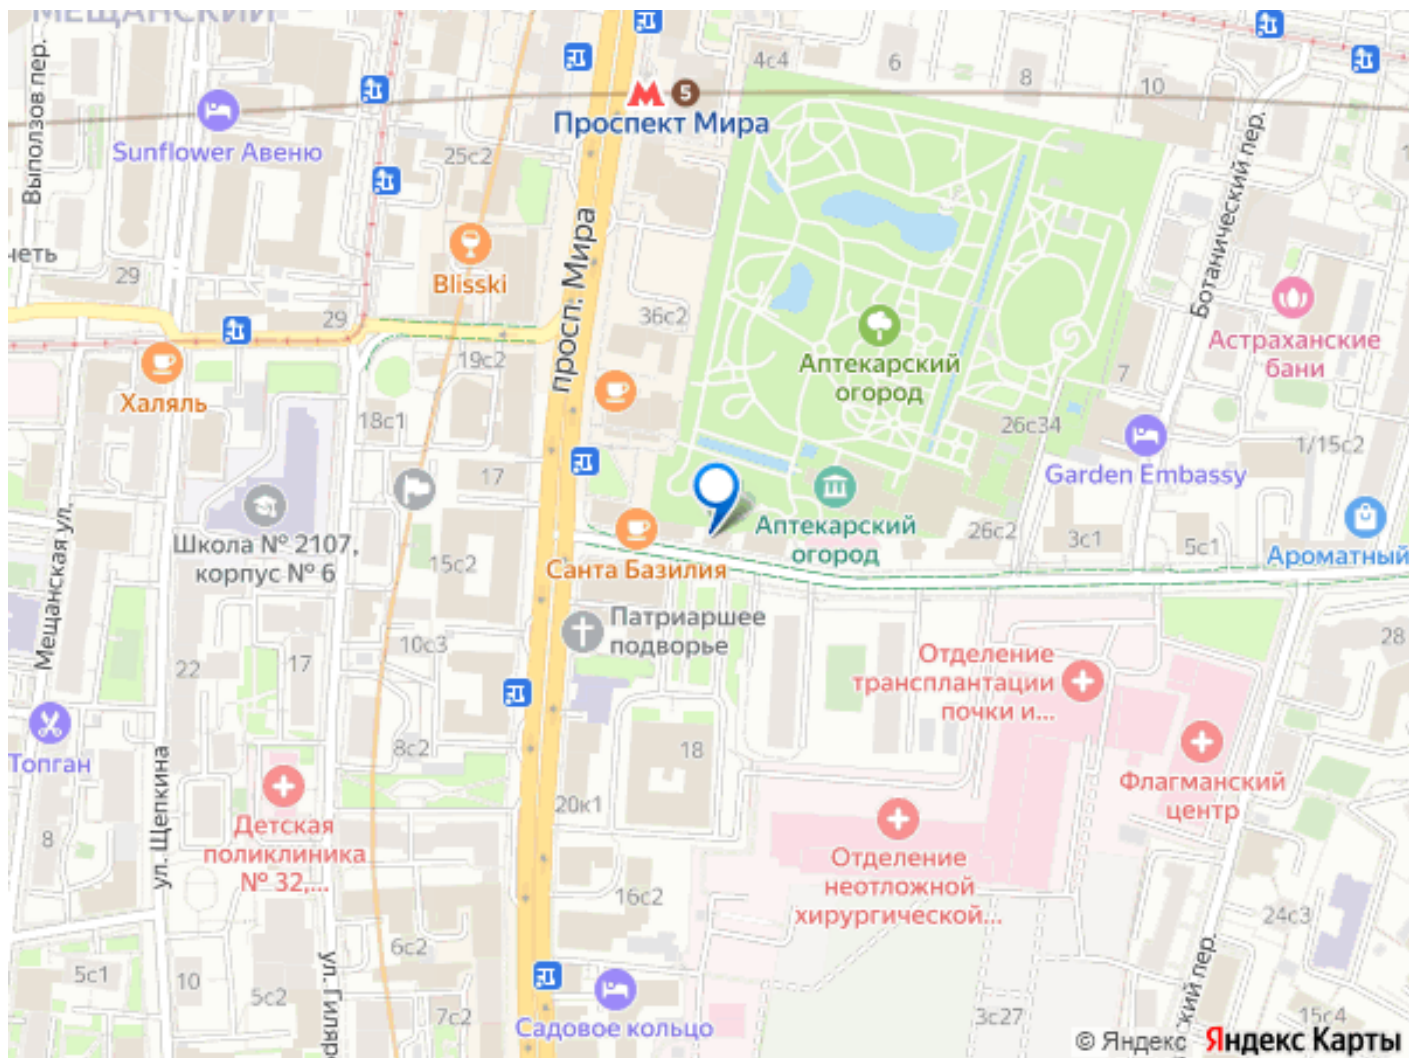 МЕЩАНСКИЙ
4с4
6
8
10
Выползов пер.
5
Проспект Мира
Sunflower Авеню
25с2
Ботанический пер.
просп. Мира
четь
29
Blisski
29
36с2
Астраханские
бани
Аптекарский
огород
19с2
7
Халяль
18с1
26с34
1/15с2
17
Garden Embassy
Мещанская ул.
Школа № 2107,
корпус № 6
Аптекарский
огород
26с2
3с1
5с1
Ароматный
15с2
Санта Базилия
Патриаршее
подворье
10с3
22
17
28
Отделение
трансплантации
почки и...
Топган
8с2
18
Флагманский
центр
20к1
8
ул. Щепкина
Детская
поликлиника
№ 32,...
Отделение
неотложной
хирургической...
16с2
24с3
6с2
5с1
10
5с2
ул. Гиляр
7с2
Садовое кольцо
3с27
ский пер.
15с4
© Яндекс Яндекс Карты